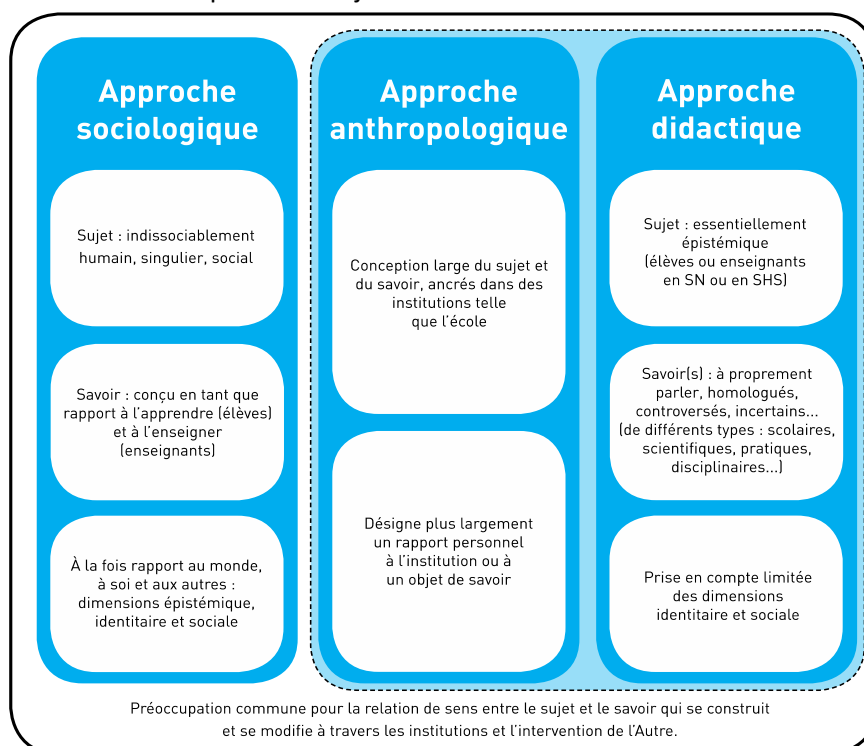 Approche
sociologique
Sujet : indissociablement
humain, singulier, social
Savoir : conçu en tant que
rapport à l'apprendre (élèves)
et à l'enseigner
(enseignants)
À la fois rapport au monde,
à soi et aux autres :
dimensions épistémique,
identitaire et sociale
Approche
anthropologique
Conception large du sujet et
du savoir, ancrés dans des
institutions telle
que l'école
Désigne plus largement
un rapport personnel
à l'institution ou à
un objet de savoir
Approche
didactique
Sujet : essentiellement
épistémique
(élèves ou enseignants
en SN ou en SHS)
Savoir(s) : à proprement
parler, homologués,
controversés, incertains...
(de différents types : scolaires,
scientifiques, pratiques,
disciplinaires...)
Prise en compte limitée
des dimensions
identitaire et sociale
Préoccupation commune pour la relation de sens entre le sujet et le savoir qui se construit
et se modifie à travers les institutions et l'intervention de l'Autre.